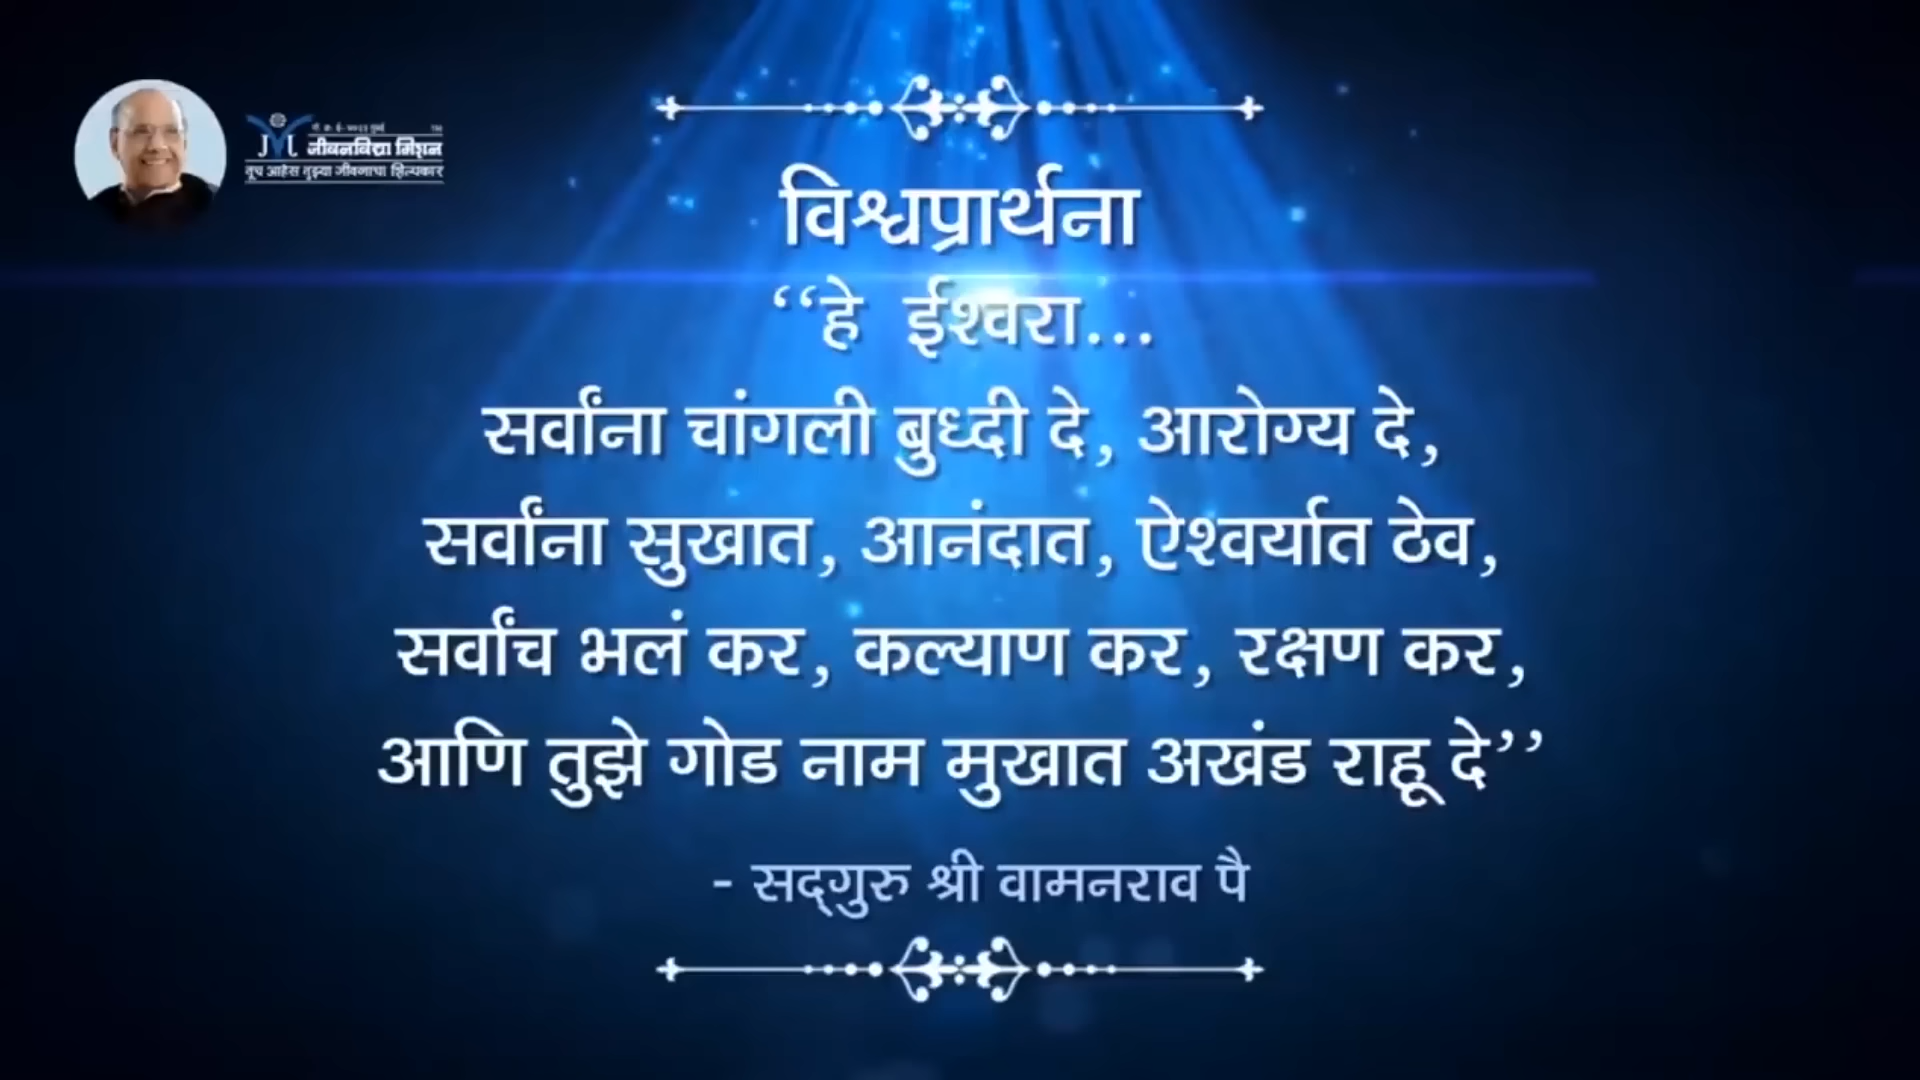 जीवनविद्या मिशन
तूच आहेस तुझ्या जीवनाचा शिल्पकार
विश्वप्रार्थना
‘‘हे ईश्वरा...
सर्वांना चांगली बुध्दी दे, आरोग्य दे,
सर्वांना सुखात, आनंदात, ऐश्वर्यात ठेव,
सर्वांच भलं कर, कल्याण कर, रक्षण कर,
आणि तुझे गोड नाम मुखात अखंड राहू दे’’
- सद्‌गुरु श्री वामनराव पै